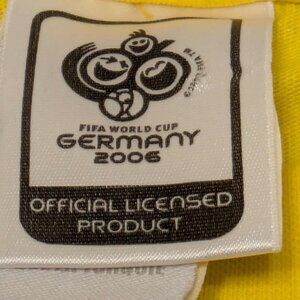 FIFA WORLD CUP
GERMANY
2006
OFFICIAL LICENSED
PRODUCT